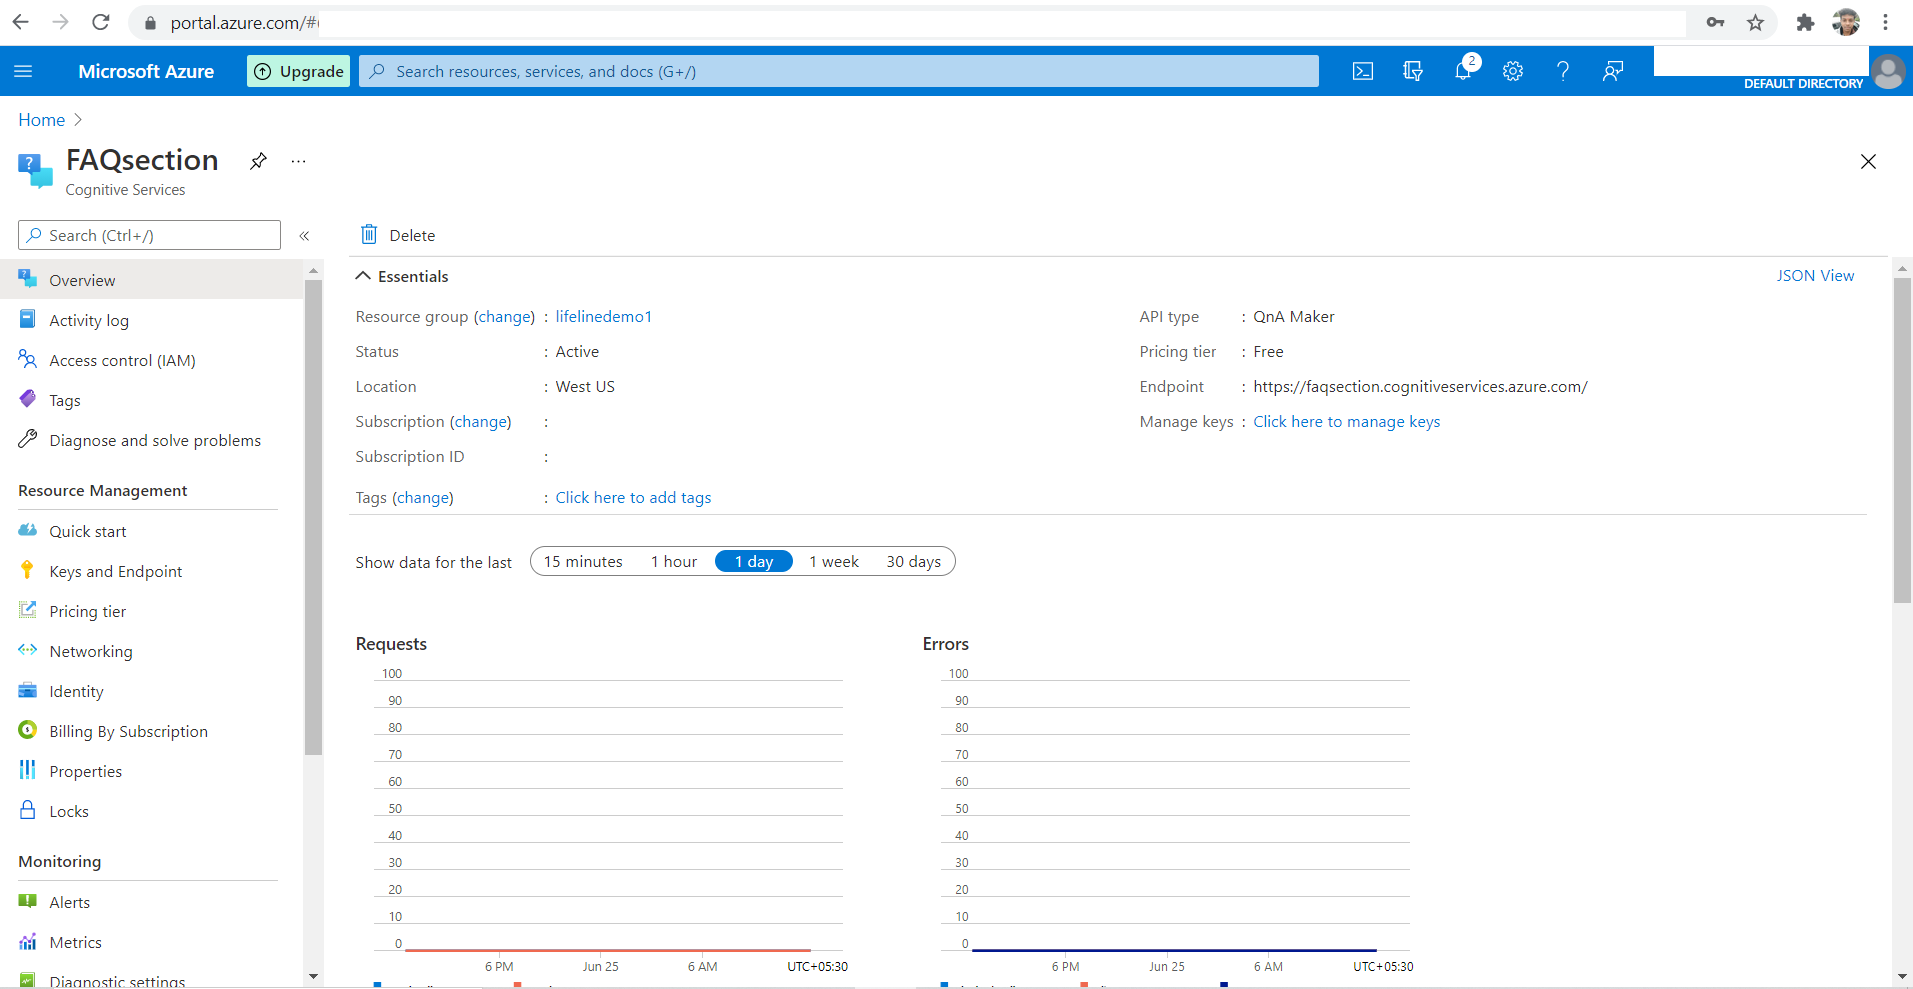 portal.azure.com/#
Microsoft Azure
Upgrade
Search resources, services, and docs (G+/)
2
DEFAULT DIRECTORY
Home
FAQsection
Cognitive Services
Search (Ctrl+/)
«
Overview
Activity log
Access control (IAM)
Tags
Diagnose and solve problems
Resource Management
Quick start
Keys and Endpoint
Pricing tier
Networking
Identity
Billing By Subscription
Properties
Locks
Monitoring
Alerts
Metrics
Diagnostic settings
Delete
Essentials
JSON View
Resource group (change) : lifelinedemo1
Status : Active
Location : West US
Subscription (change) :
Subscription ID :
Tags (change) : Click here to add tags
API type : QnA Maker
Pricing tier : Free
Endpoint : https://faqsection.cognitiveservices.azure.com/
Manage keys : Click here to manage keys
Show data for the last 15 minutes 1 hour 1 day 1 week 30 days
Requests
100
90
80
70
60
50
40
30
20
10
0
6 PM Jun 25 6 AM UTC+05:30
Errors
100
90
80
70
60
50
40
30
20
10
0
6 PM Jun 25 6 AM UTC+05:30